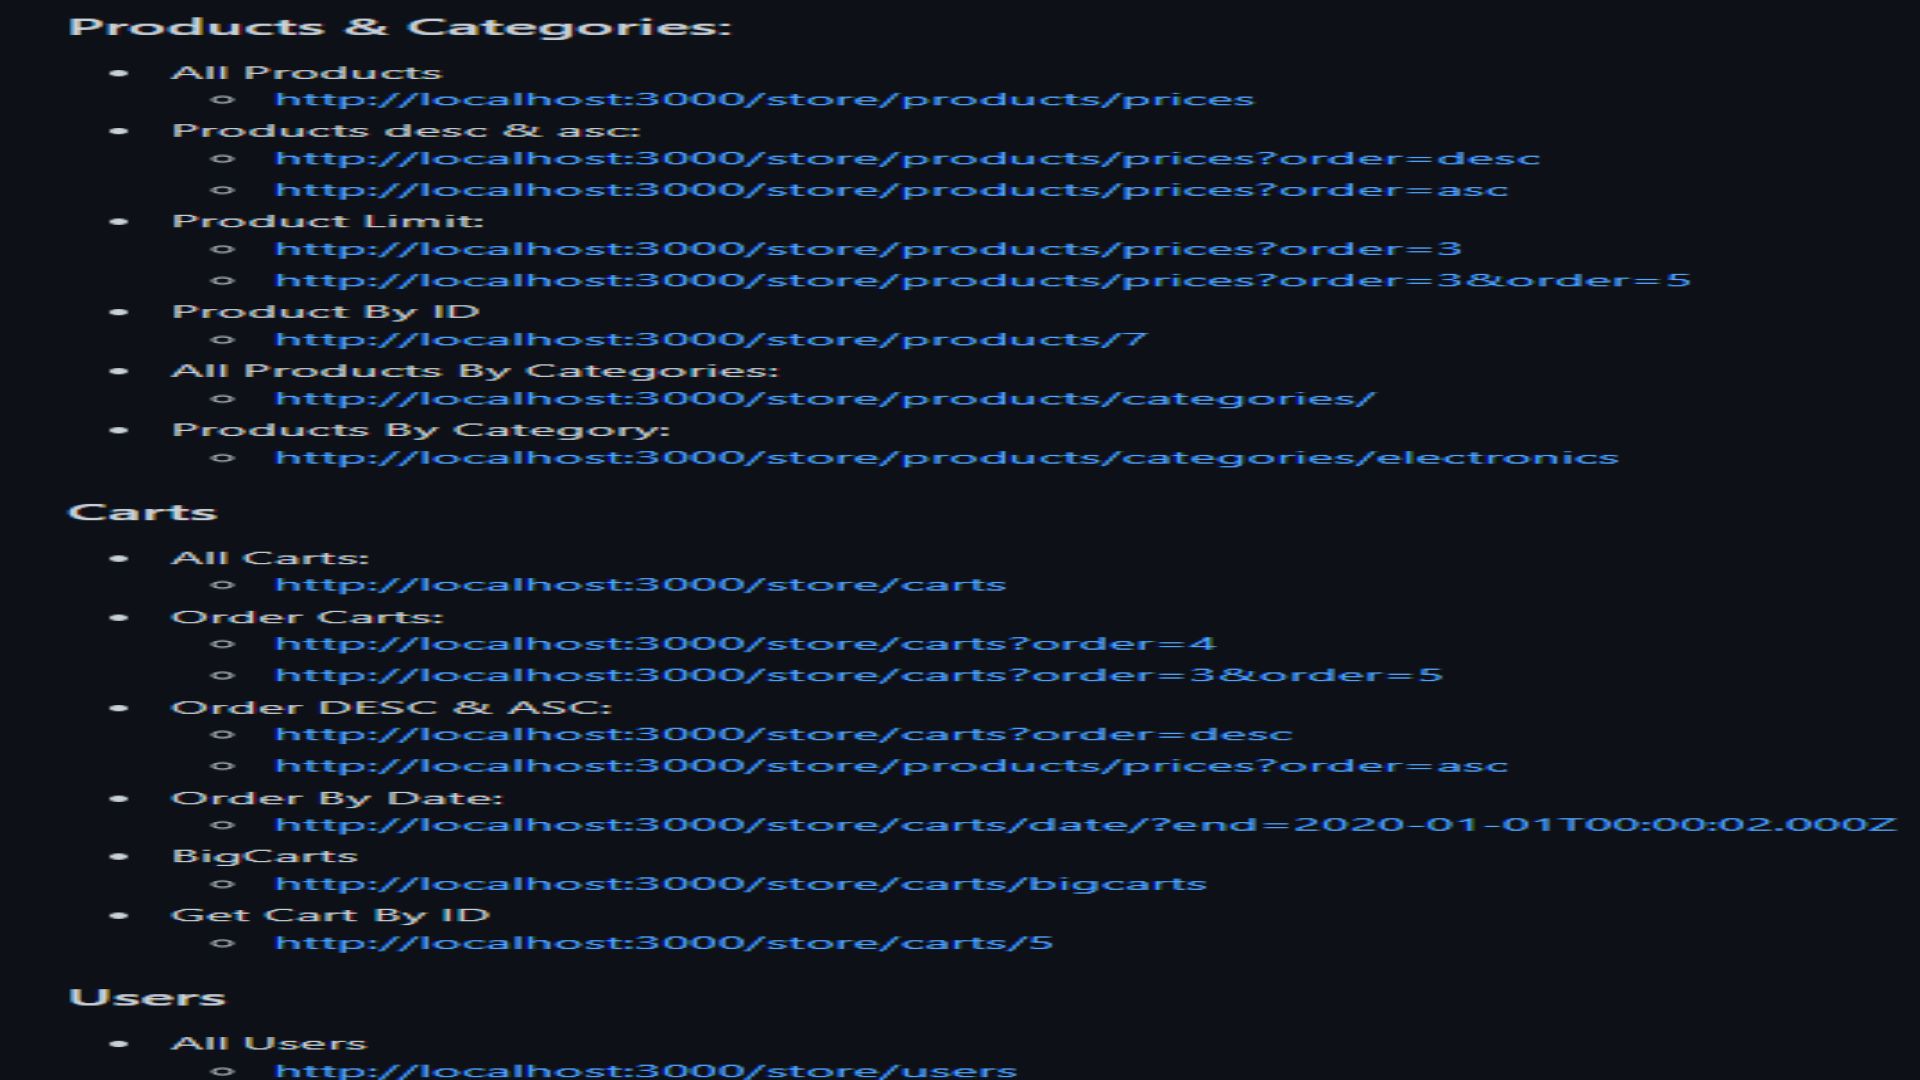 Products & Categories:
All Products
http://localhost:3000/store/products/prices
Products desc & asc:
http://localhost:3000/store/products/prices?order=desc
http://localhost:3000/store/products/prices?order=asc
Product Limit:
http://localhost:3000/store/products/prices?order=3
http://localhost:3000/store/products/prices?order=3&order=5
Product By ID
http://localhost:3000/store/products/7
All Products By Categories:
http://localhost:3000/store/products/categories/
Products By Category:
http://localhost:3000/store/products/categories/electronics
Carts
All Carts:
http://localhost:3000/store/carts
Order Carts:
http://localhost:3000/store/carts?order=4
http://localhost:3000/store/carts?order=3&order=5
Order DESC & ASC:
http://localhost:3000/store/carts?order=desc
http://localhost:3000/store/products/prices?order=asc
Order By Date:
http://localhost:3000/store/carts/date/?end=2020-01-01T00:00:02.000Z
BigCarts
http://localhost:3000/store/carts/bigcarts
Get Cart By ID
http://localhost:3000/store/carts/5
Users
All Users
http://localhost:3000/store/users